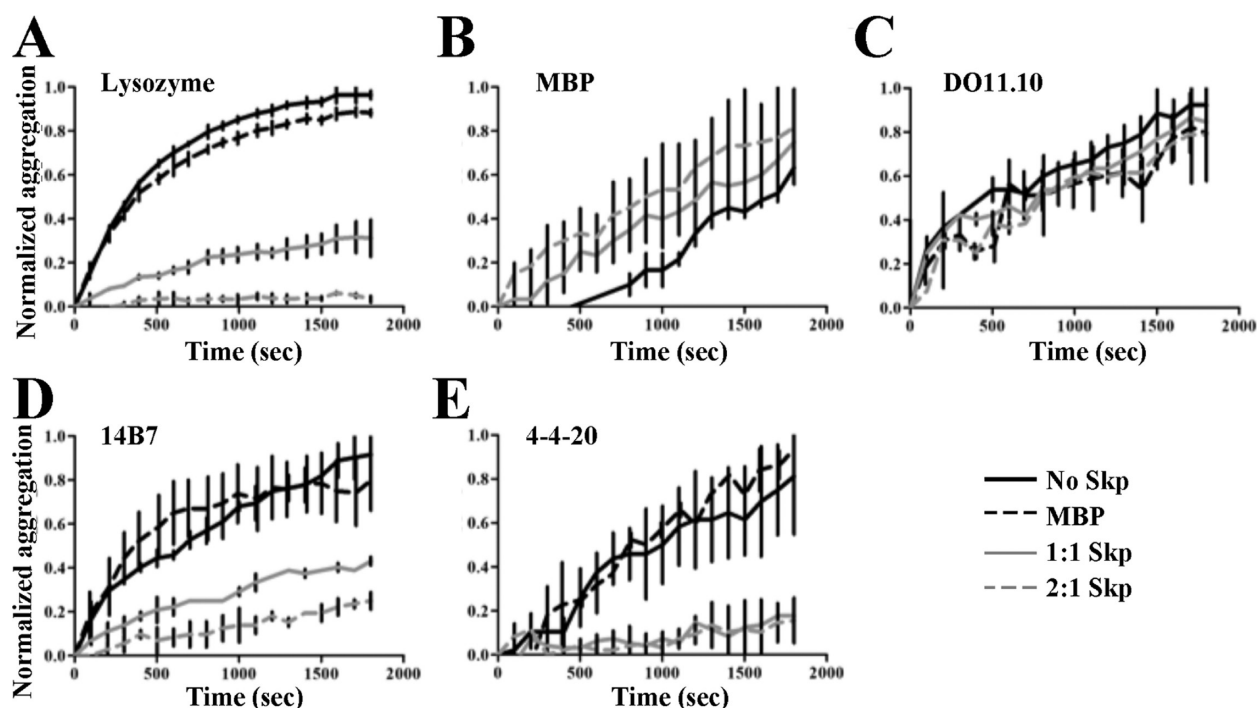 A
Lysozyme
Normalized aggregation
1.0
0.8
0.6
0.4
0.2
0.0
0 500 1000 1500 2000
Time (sec)
B
MBP
1.0
0.8
0.6
0.4
0.2
0.0
0 500 1000 1500 2000
Time (sec)
C
DO11.10
1.0
0.8
0.6
0.4
0.2
0.0
0 500 1000 1500 2000
Time (sec)
D
14B7
Normalized aggregation
1.0
0.8
0.6
0.4
0.2
0.0
0 500 1000 1500 2000
Time (sec)
E
4-4-20
1.0
0.8
0.6
0.4
0.2
0.0
0 500 1000 1500 2000
Time (sec)
No Skp
MBP
1:1 Skp
2:1 Skp